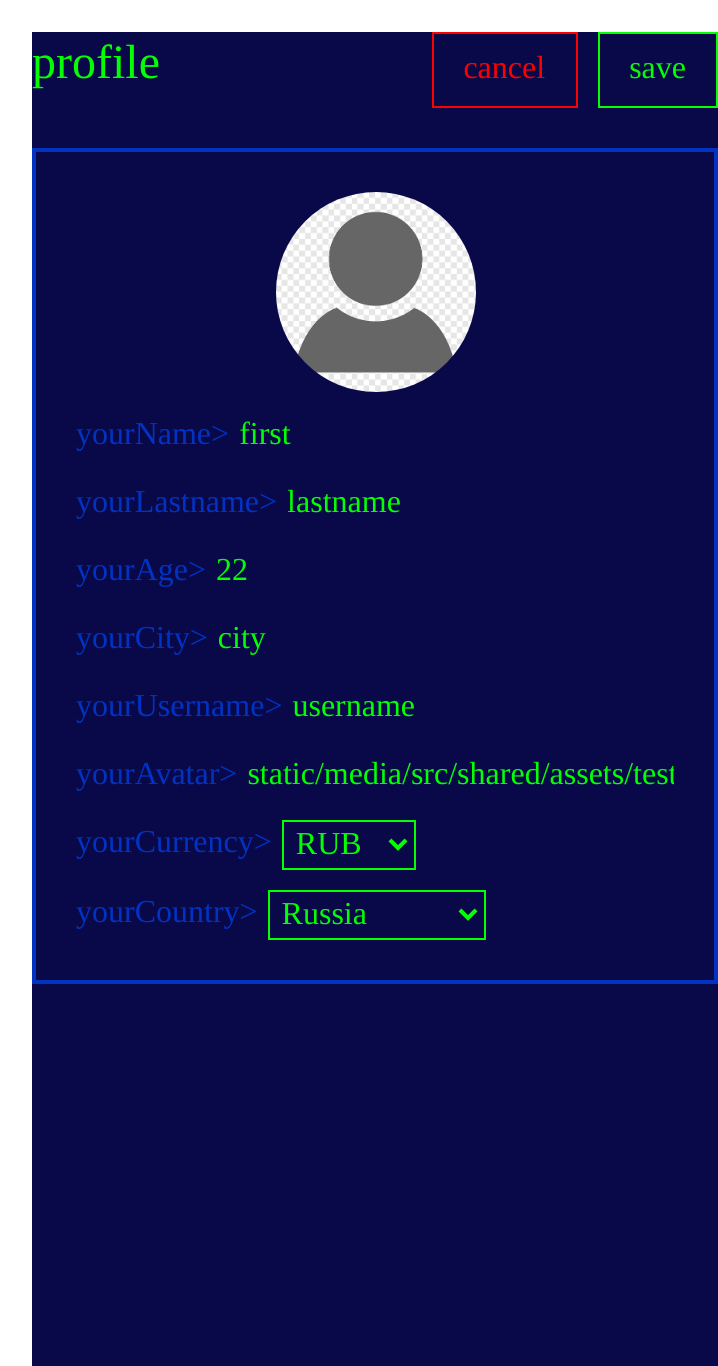 profile cancel save
yourName> first
yourLastname> lastname
yourAge> 22
yourCity> city
yourUsername> username
yourAvatar> static/media/src/shared/assets/test
yourCurrency> RUB
yourCountry> Russia